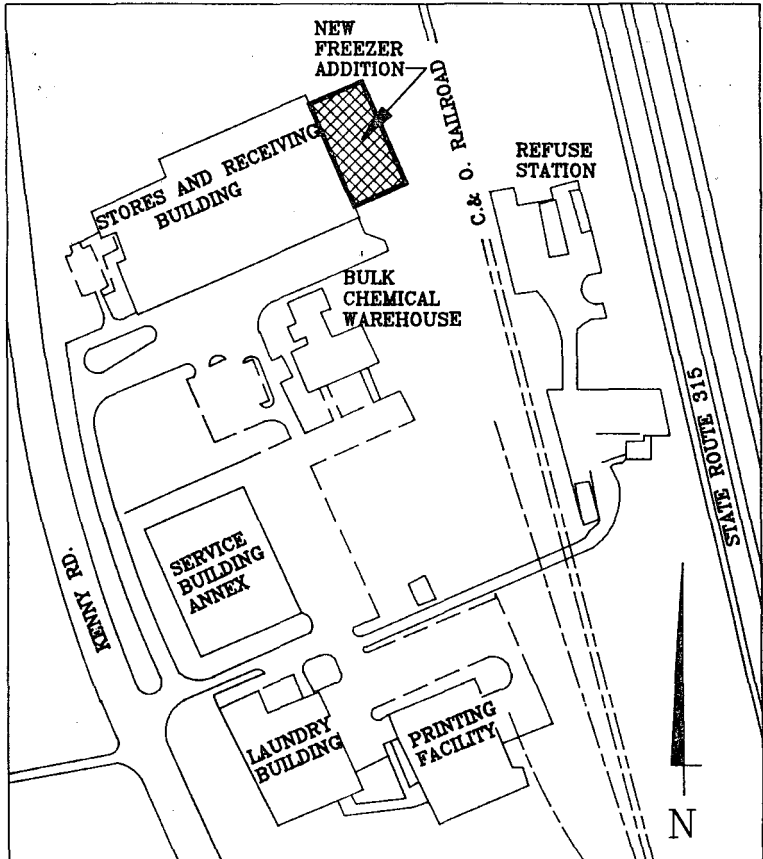 NEW
FREEZER
ADDITION
C.& O. RAILROAD
STORES AND RECEIVING
BUILDING
REFUSE
STATION
BULK
CHEMICAL
WAREHOUSE
STATE ROUTE 315
SERVICE
BUILDING
ANNEX
KENNY RD.
LAUNDRY
BUILDING
PRINTING
FACILITY
N